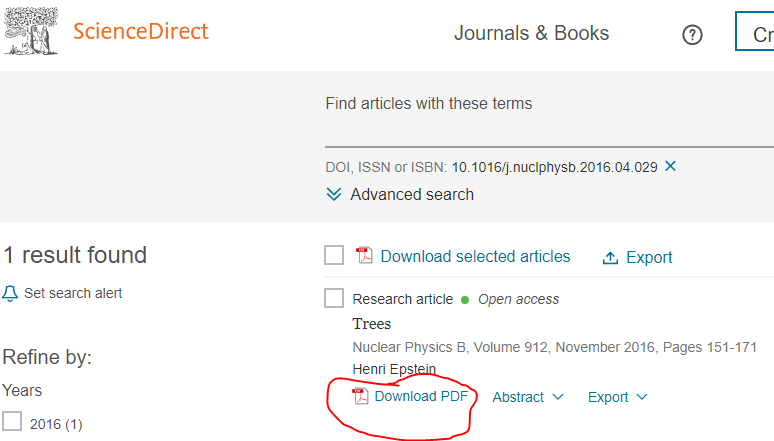 ScienceDirect
Journals & Books
?
Cr
Find articles with these terms
DOI, ISSN or ISBN: 10.1016/j.nuclphysb.2016.04.029 ×
Advanced search
1 result found
Set search alert
Download selected articles
Export
Research article ● Open access
Trees
Nuclear Physics B, Volume 912, November 2016, Pages 151-171
Henri Epstein
Download PDF
Abstract
Export
Refine by:
Years
2016 (1)